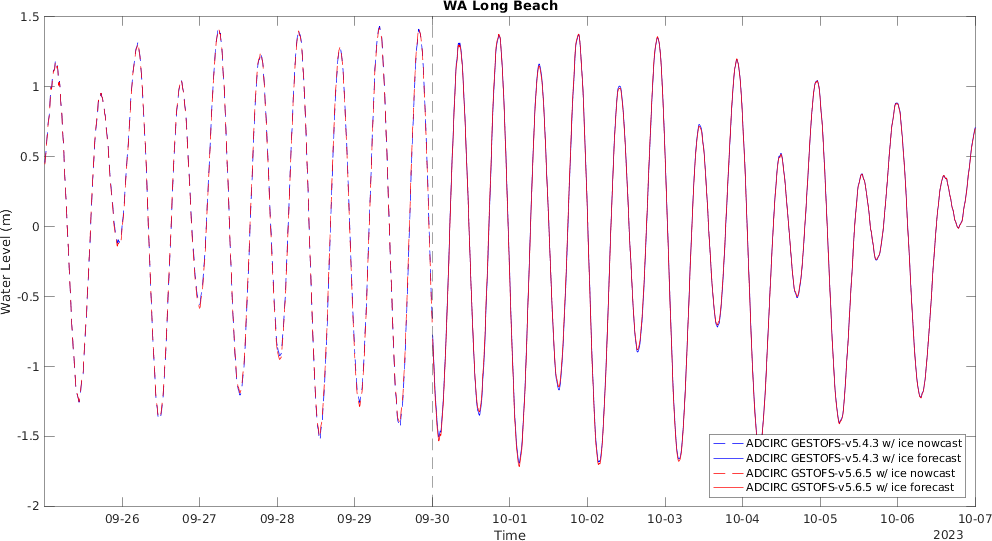 WA Long Beach
Water Level (m)
1.5
1
0.5
0
-0.5
-1
-1.5
-2
ADCIRC GESTOFS-v5.4.3 w/ ice nowcast
ADCIRC GESTOFS-v5.4.3 w/ ice forecast
ADCIRC GSTOFS-v5.6.5 w/ ice nowcast
ADCIRC GSTOFS-v5.6.5 w/ ice forecast
09-26 09-27 09-28 09-29 09-30 10-01 10-02 10-03 10-04 10-05 10-06 10-07
Time
2023